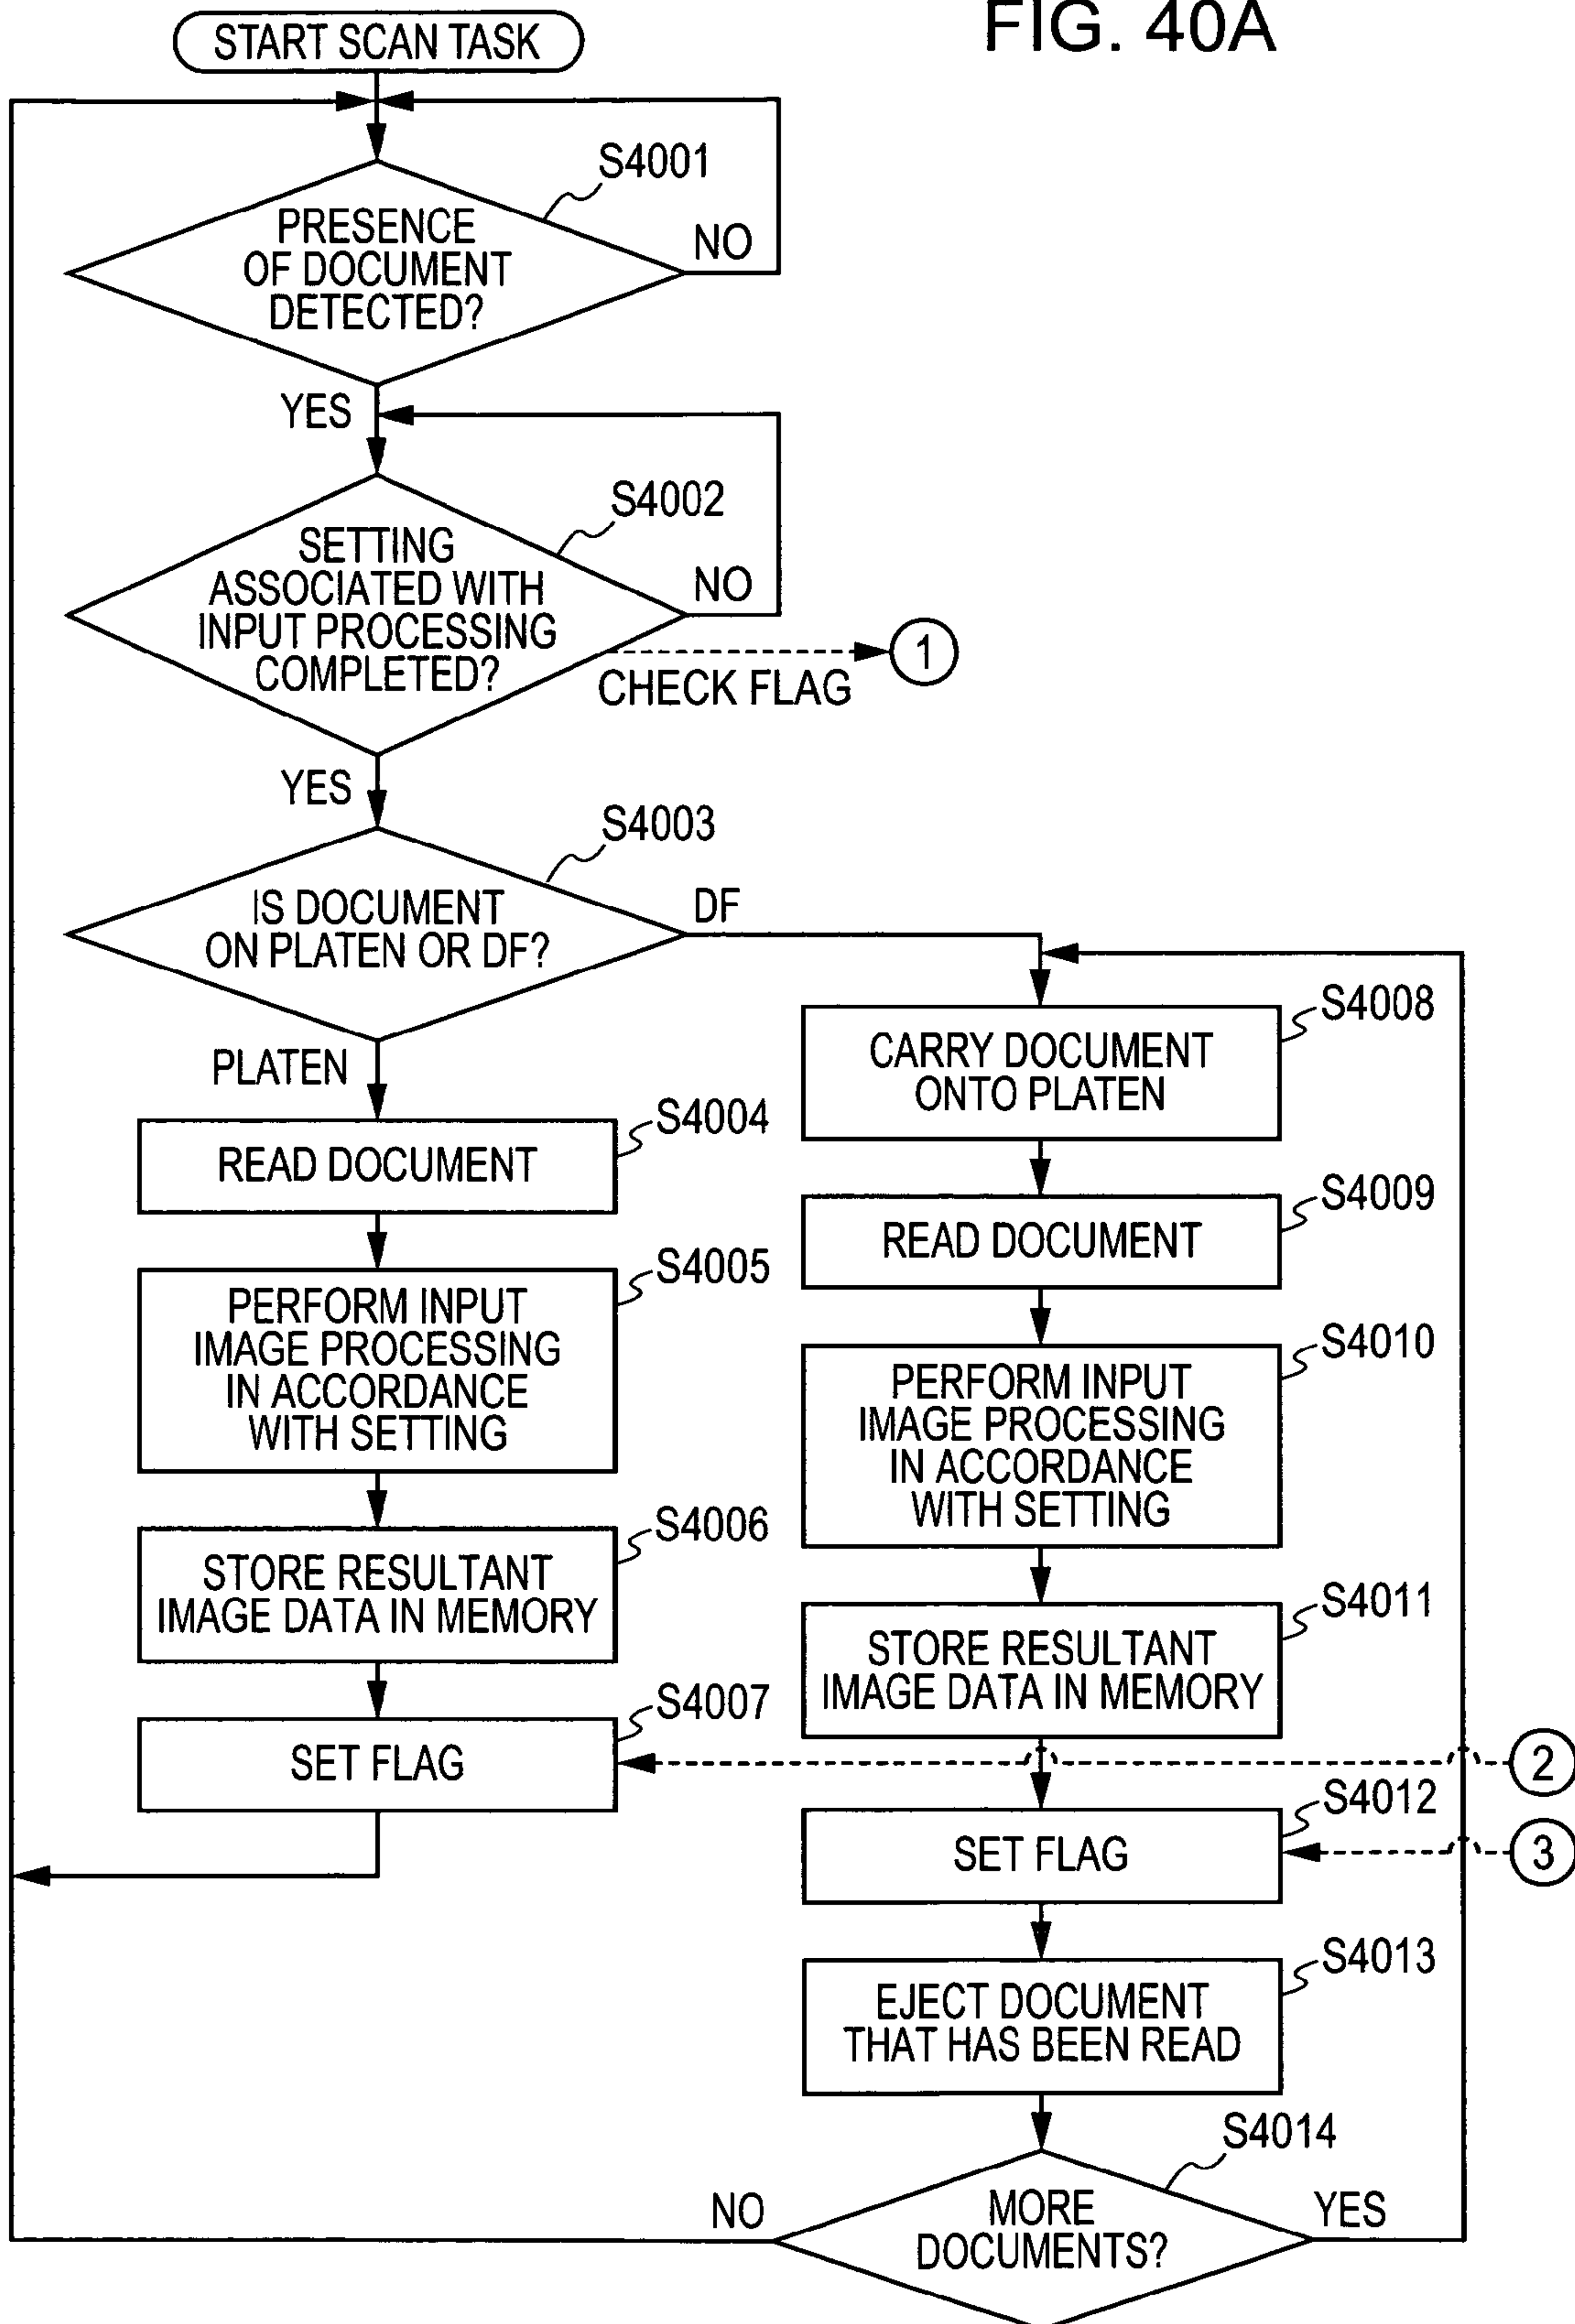 FIG. 40A
START SCAN TASK
S4001
PRESENCE
OF DOCUMENT
DETECTED?
NO
YES
S4002
SETTING
ASSOCIATED WITH
INPUT PROCESSING
COMPLETED?
NO
1
CHECK FLAG
YES
S4003
IS DOCUMENT
ON PLATEN OR DF?
DF
PLATEN
S4004
READ DOCUMENT
S4005
PERFORM INPUT
IMAGE PROCESSING
IN ACCORDANCE
WITH SETTING
S4006
STORE RESULTANT
IMAGE DATA IN MEMORY
S4007
SET FLAG
S4008
CARRY DOCUMENT
ONTO PLATEN
S4009
READ DOCUMENT
S4010
PERFORM INPUT
IMAGE PROCESSING
IN ACCORDANCE
WITH SETTING
S4011
STORE RESULTANT
IMAGE DATA IN MEMORY
2
S4012
SET FLAG
3
S4013
EJECT DOCUMENT
THAT HAS BEEN READ
S4014
MORE
DOCUMENTS?
NO
YES